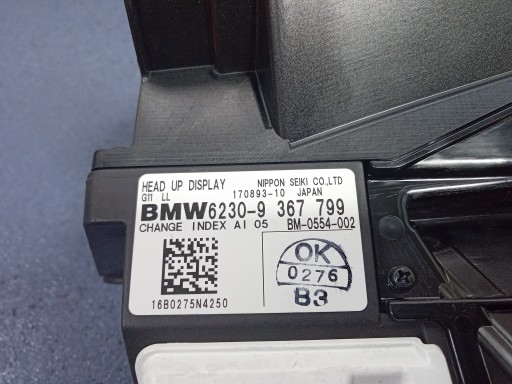 HEAD UP DISPLAY NIPPON SEIKI CO.,LTD
G11 LL 170893-10 JAPAN
BMW 6230-9 367 799
CHANGE INDEX AI 05 BM-0554-002
OK
0276
B3
16B0275N4250